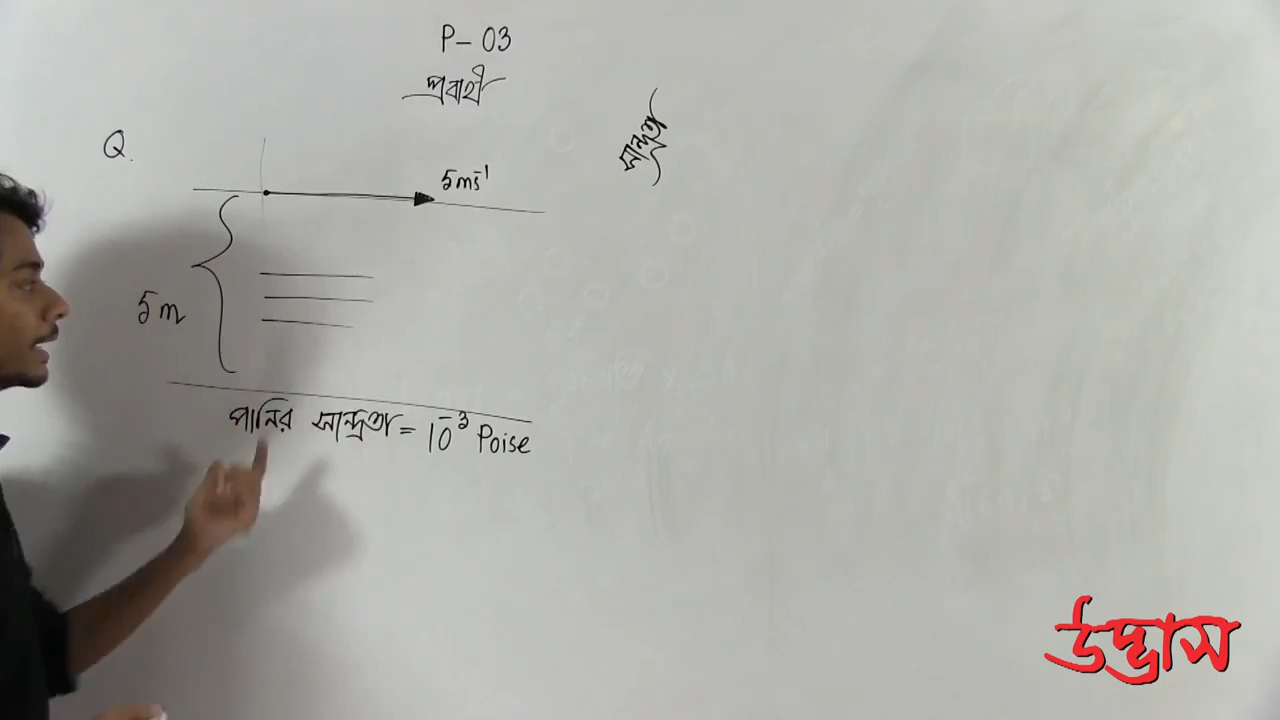 P- 03
প্রবাহী
সান্দ্রতা
Q.
5ms⁻¹
5m
পানির সান্দ্রতা = 10⁻³ Poise
উদ্ভাস